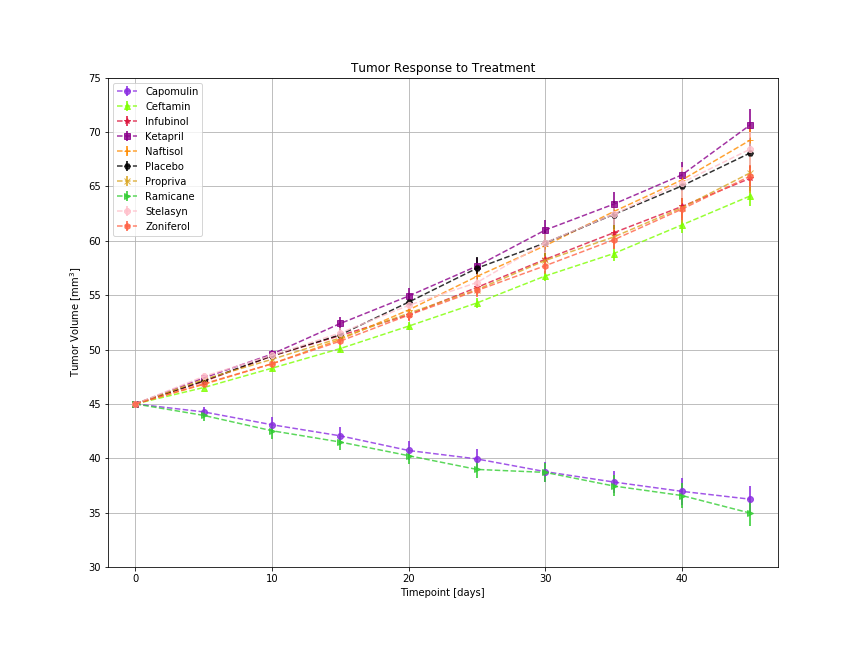 Tumor Response to Treatment
Capomulin
Ceftamin
Infubinol
Ketapril
Naftisol
Placebo
Propriva
Ramicane
Stelasyn
Zoniferol
75
70
65
60
55
50
45
40
35
30
Tumor Volume [mm³]
0 10 20 30 40
Timepoint [days]